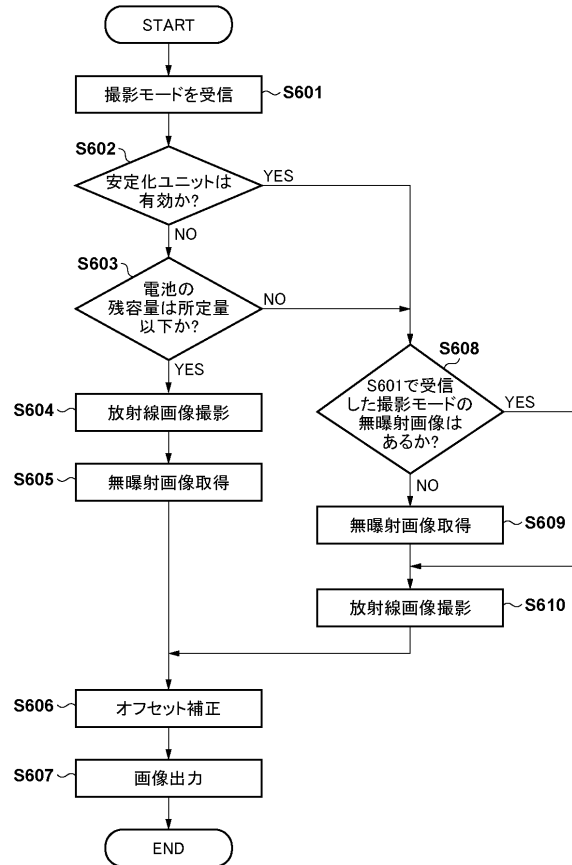 START
撮影モードを受信
S601
S602
安定化ユニットは
有効か?
YES
NO
S603
電池の
残容量は所定量
以下か?
NO
YES
S604
放射線画像撮影
S605
無曝射画像取得
S608
S601で受信
した撮影モードの
無曝射画像は
あるか?
YES
NO
無曝射画像取得
S609
放射線画像撮影
S610
S606
オフセット補正
S607
画像出力
END